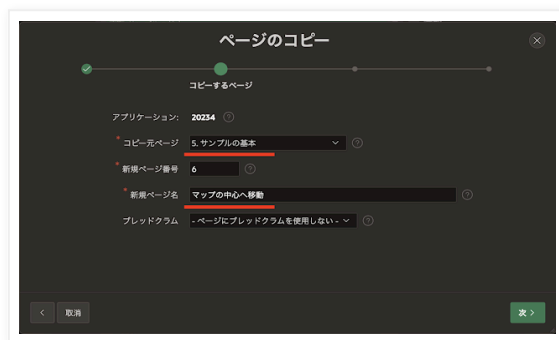 ページのコピー
コピーするページ
アプリケーション: 20234
* コピー元ページ 5. サンプルの基本
* 新規ページ番号 6
* 新規ページ名 マップの中心へ移動
ブレッドクラム - ページにブレッドクラムを使用しない -
取消
次